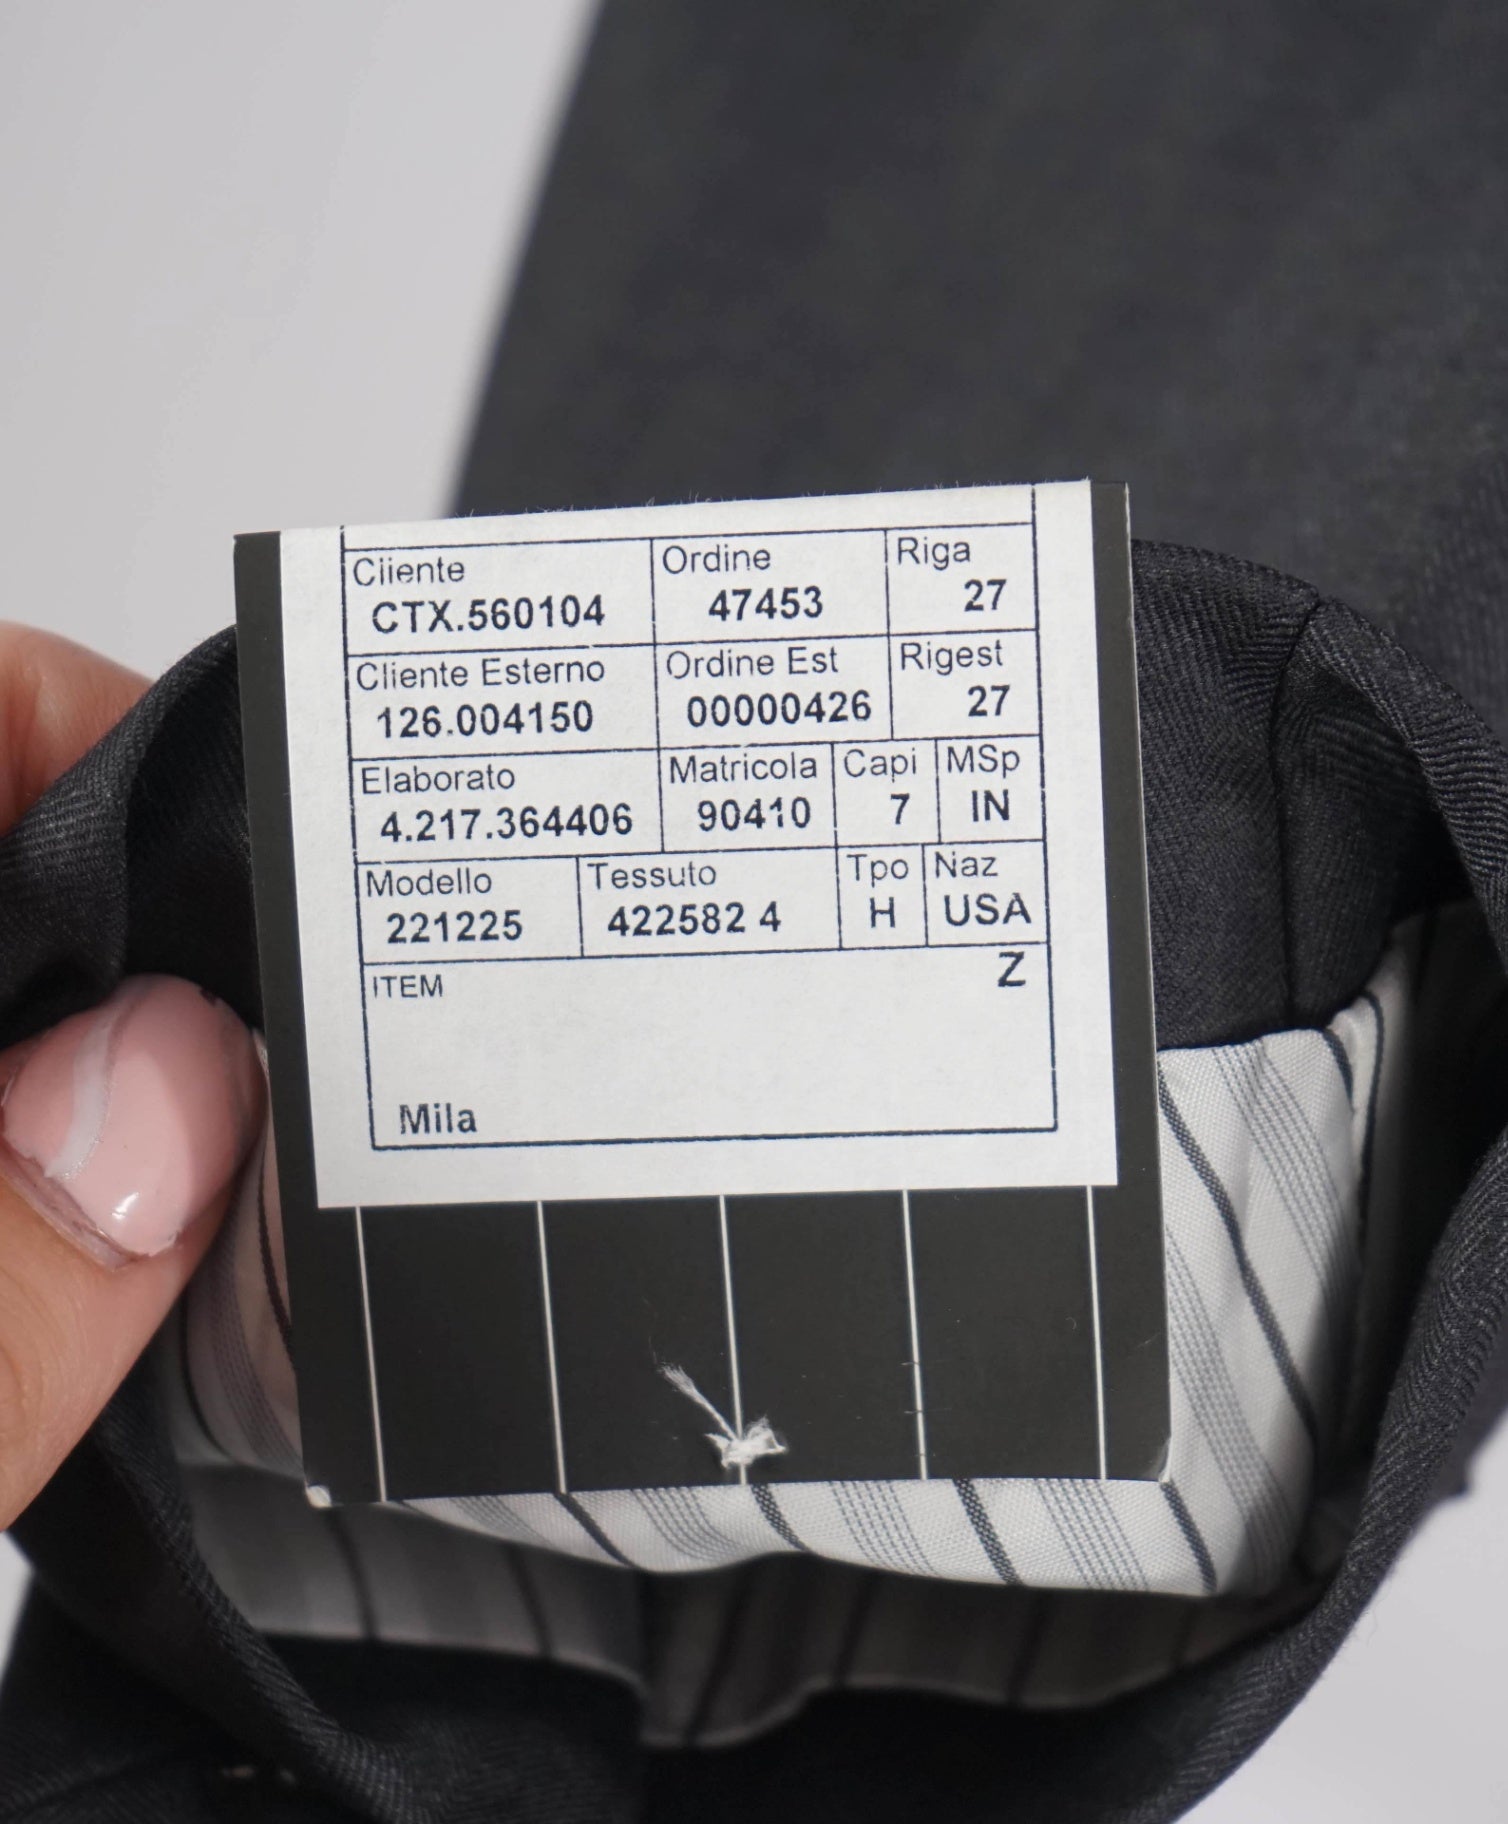 Cliente Ordine Riga
CTX.560104 47453 27
Cliente Esterno Ordine Est Rigest
126.004150 00000426 27
Elaborato Matricola Capi MSp
4.217.364406 90410 7 IN
Modello Tessuto Tpo Naz
221225 422582 4 H USA
ITEM Z
Mila